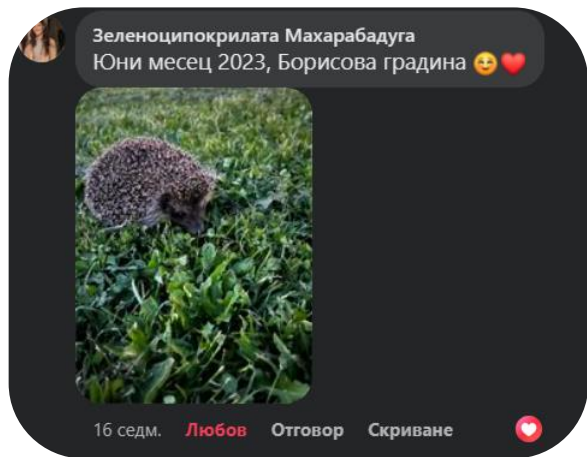 Зеленоципокрилата Махарабадуга
Юни месец 2023, Борисова градина 🥹❤️
16 седм. Любов Отговор Скриване